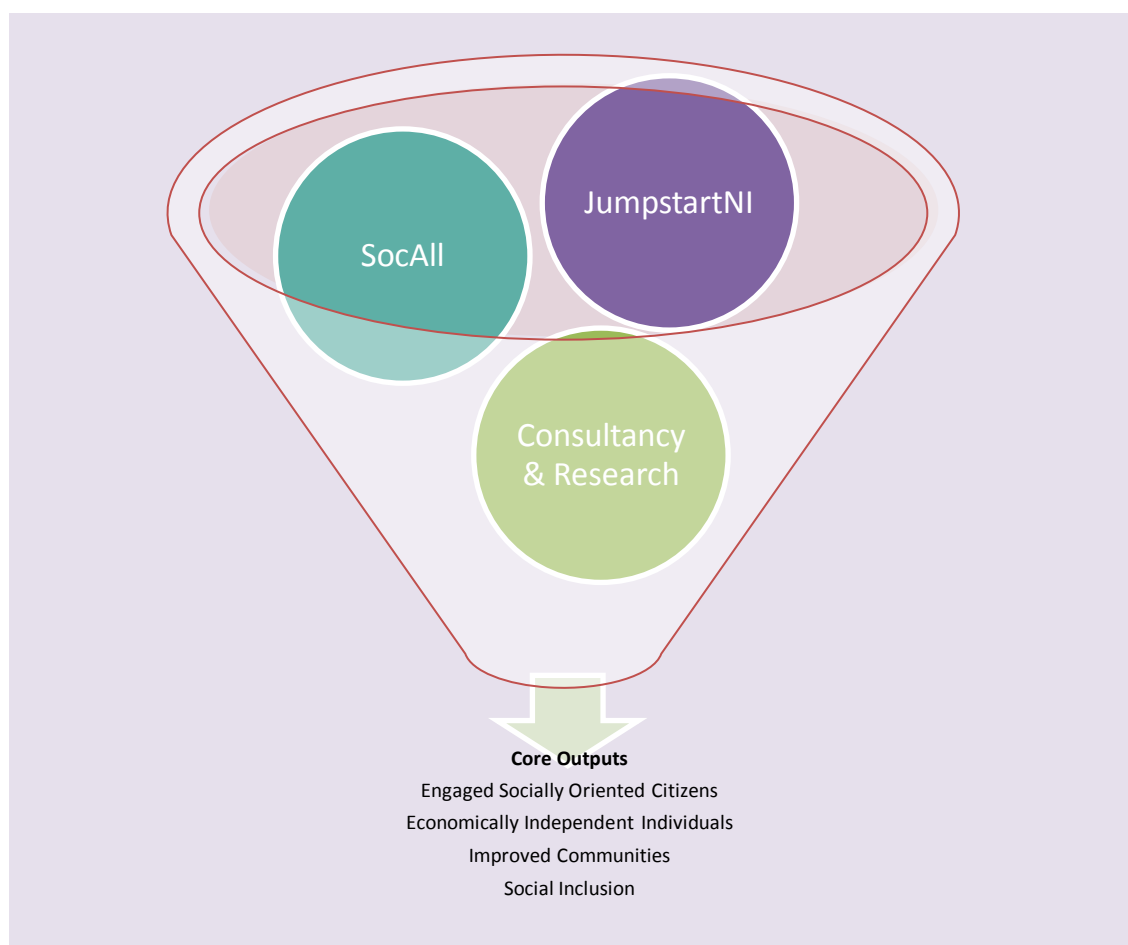 JumpstartNI
SocAll
Consultancy
& Research
Core Outputs
Engaged Socially Oriented Citizens
Economically Independent Individuals
Improved Communities
Social Inclusion